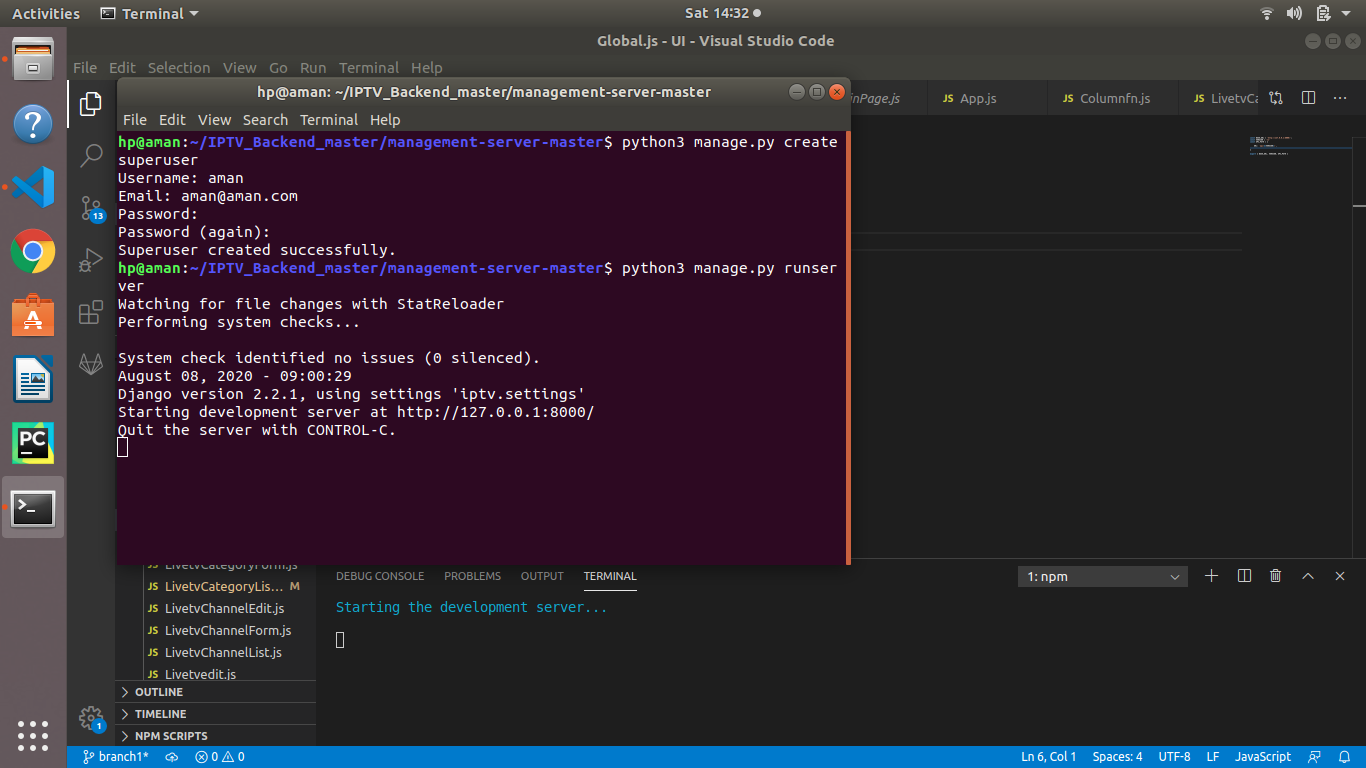 Activities Terminal Sat 14:32
Global.js - UI - Visual Studio Code
File Edit Selection View Go Run Terminal Help
hp@aman: ~/IPTV_Backend_master/management-server-master
inPage.js JS App.js JS Columnfn.js JS LivetvCa
File Edit View Search Terminal Help
hp@aman:~/IPTV_Backend_master/management-server-master$ python3 manage.py create
superuser
Username: aman
Email: aman@aman.com
Password:
Password (again):
Superuser created successfully.
hp@aman:~/IPTV_Backend_master/management-server-master$ python3 manage.py runser
ver
Watching for file changes with StatReloader
Performing system checks...
System check identified no issues (0 silenced).
August 08, 2020 - 09:00:29
Django version 2.2.1, using settings 'iptv.settings'
Starting development server at http://127.0.0.1:8000/
Quit the server with CONTROL-C.
13
PC
JS LivetvCategoryForm.js
JS LivetvCategoryLis... M
JS LivetvChannelEdit.js
JS LivetvChannelForm.js
JS LivetvChannelList.js
JS Livetvedit.js
OUTLINE
TIMELINE
NPM SCRIPTS
1
DEBUG CONSOLE PROBLEMS OUTPUT TERMINAL 1: npm
Starting the development server...
branch1* 0 0 Ln 6, Col 1 Spaces: 4 UTF-8 LF JavaScript